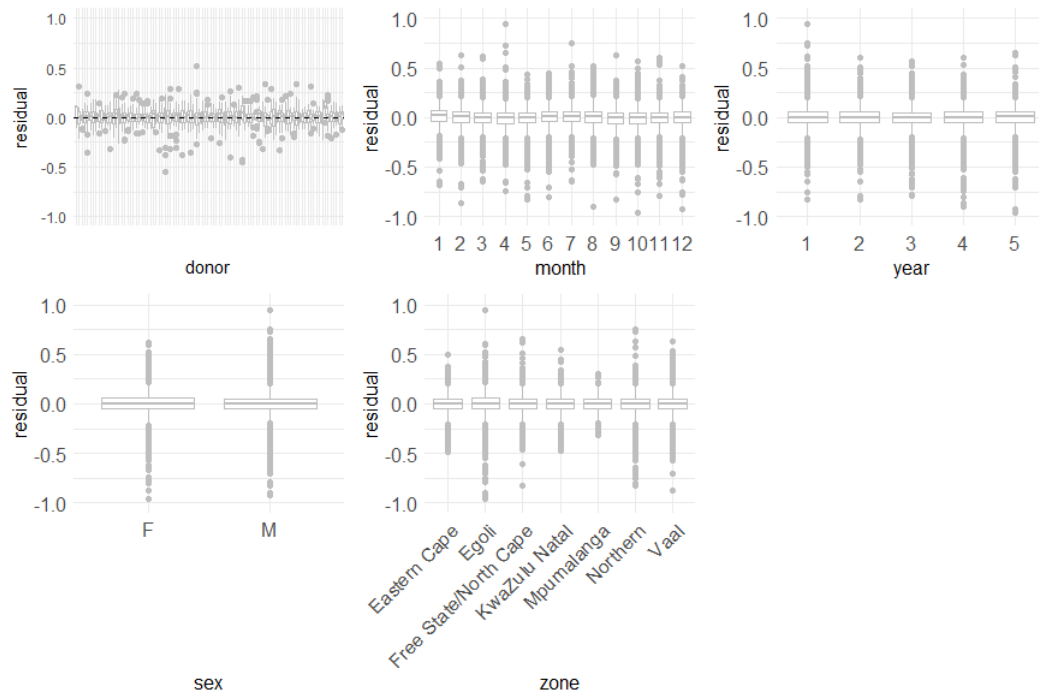 1.0
0.5
0.0
-0.5
-1.0
residual
donor
1.0
0.5
0.0
-0.5
-1.0
residual
1 2 3 4 5 6 7 8 9 10 11 12
month
1.0
0.5
0.0
-0.5
-1.0
residual
1 2 3 4 5
year
1.0
0.5
0.0
-0.5
-1.0
residual
F M
sex
1.0
0.5
0.0
-0.5
-1.0
residual
Eastern Cape
Egoli
Free State/North Cape
KwaZulu Natal
Mpumalanga
Northern
Vaal
zone